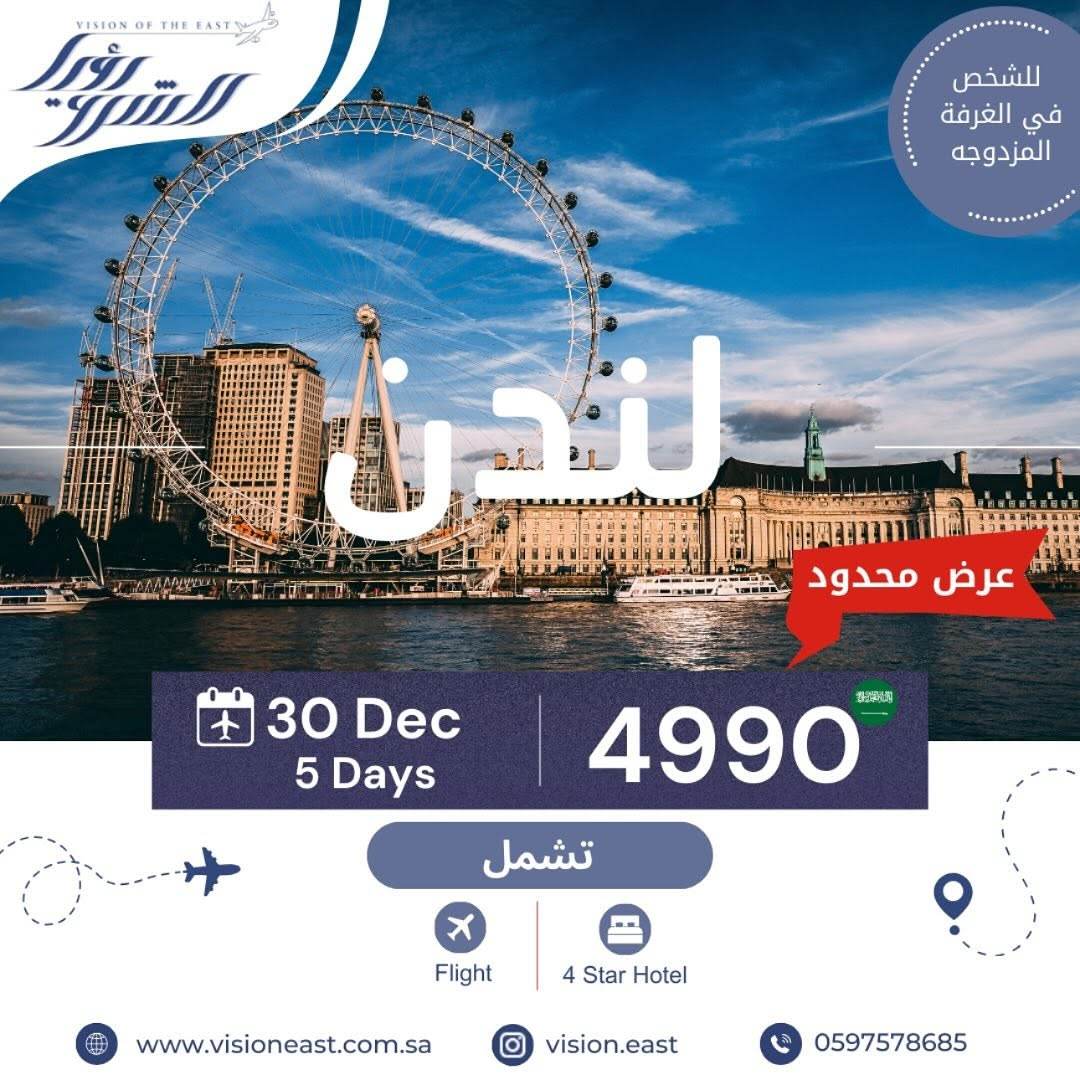 VISION OF THE EAST
رؤيا
الشرق
للشخص
في الغرفة
المزدوجه
لندن
عرض محدود
30 Dec
5 Days
4990
تشمل
Flight
4 Star Hotel
www.visioneast.com.sa
vision.east
0597578685